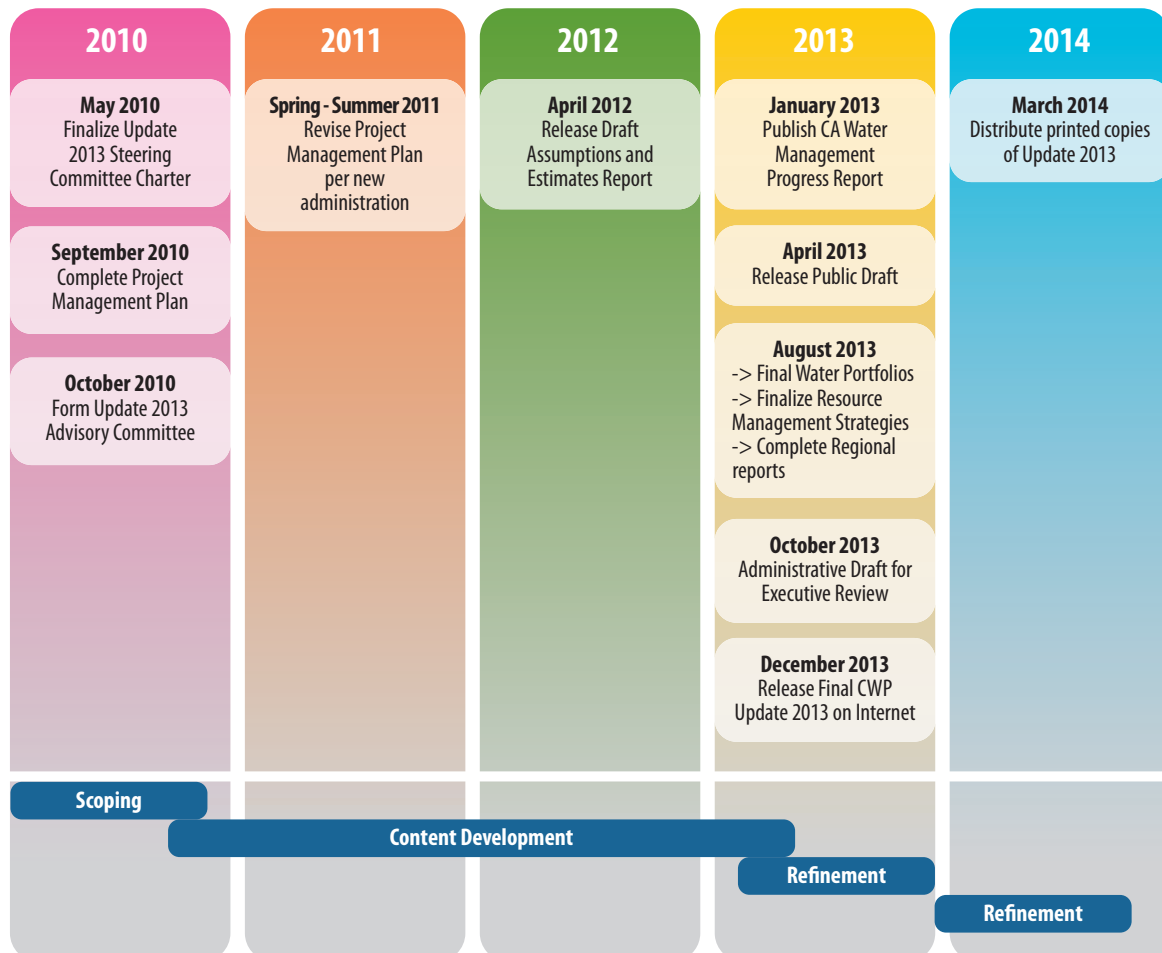 2010
May 2010
Finalize Update
2013 Steering
Committee Charter
September 2010
Complete Project
Management Plan
October 2010
Form Update 2013
Advisory Committee
2011
Spring - Summer 2011
Revise Project
Management Plan
per new
administration
2012
April 2012
Release Draft
Assumptions and
Estimates Report
2013
January 2013
Publish CA Water
Management
Progress Report
April 2013
Release Public Draft
August 2013
-> Final Water Portfolios
-> Finalize Resource
Management Strategies
-> Complete Regional
reports
October 2013
Administrative Draft for
Executive Review
December 2013
Release Final CWP
Update 2013 on Internet
2014
March 2014
Distribute printed copies
of Update 2013
Scoping
Content Development
Refinement
Refinement